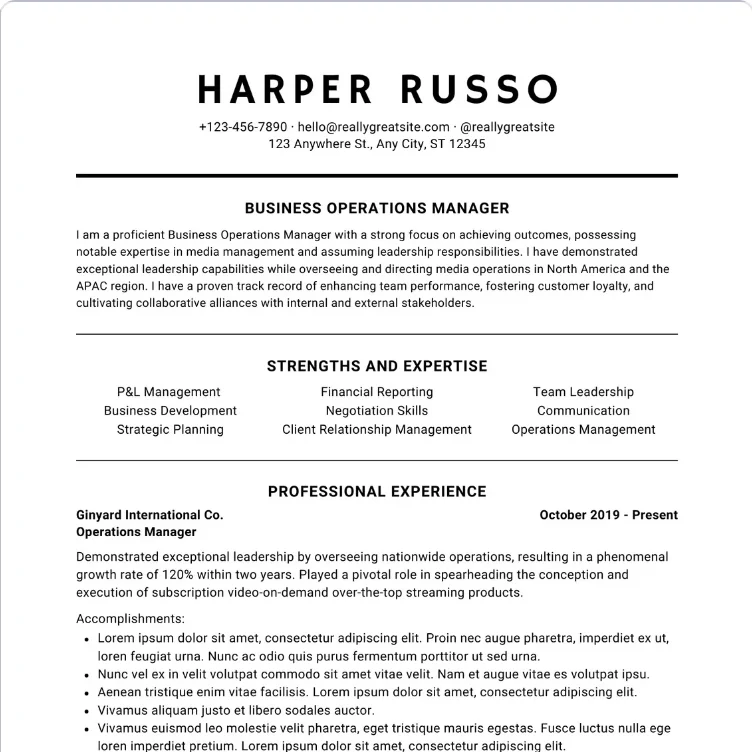 HARPER RUSSO
+123-456-7890 · hello@reallygreatsite.com · @reallygreatsite
123 Anywhere St., Any City, ST 12345
BUSINESS OPERATIONS MANAGER
I am a proficient Business Operations Manager with a strong focus on achieving outcomes, possessing
notable expertise in media management and assuming leadership responsibilities. I have demonstrated
exceptional leadership capabilities while overseeing and directing media operations in North America and the
APAC region. I have a proven track record of enhancing team performance, fostering customer loyalty, and
cultivating collaborative alliances with internal and external stakeholders.
STRENGTHS AND EXPERTISE
P&L Management Financial Reporting Team Leadership
Business Development Negotiation Skills Communication
Strategic Planning Client Relationship Management Operations Management
PROFESSIONAL EXPERIENCE
Ginyard International Co. October 2019 - Present
Operations Manager
Demonstrated exceptional leadership by overseeing nationwide operations, resulting in a phenomenal
growth rate of 120% within two years. Played a pivotal role in spearheading the conception and
execution of subscription video-on-demand over-the-top streaming products.
Accomplishments:
• Lorem ipsum dolor sit amet, consectetur adipiscing elit. Proin nec augue pharetra, imperdiet ex ut,
loren feugiat urna. Nunc ac odio quis purus fermentum porttitor ut sed urna.
• Nunc vel ex in velit volutpat commodo sit amet vitae velit. Nam et augue vitae es volutpat ipsu.
• Aenean tristique enim vitae facilisis. Lorem ipsum dolor sit amet, consectetur adipiscing elit.
• Vivamus aliquam justo et libero sodales auctor.
• Vivamus euismod leo molestie velit pharetra, eget tristique mauris egestas. Fusce luctus nulla ege
loren imperdiet pretium. Lorem ipsum dolor sit amet, consectetur adipiscing elit.